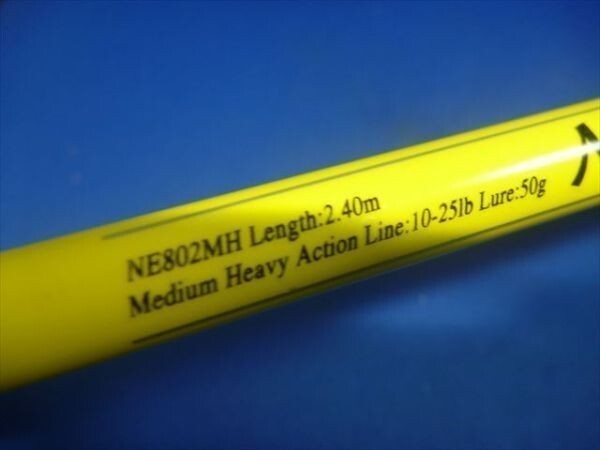 NE802MH Length:2.40m
Medium Heavy Action Line:10-25lb Lure:50g